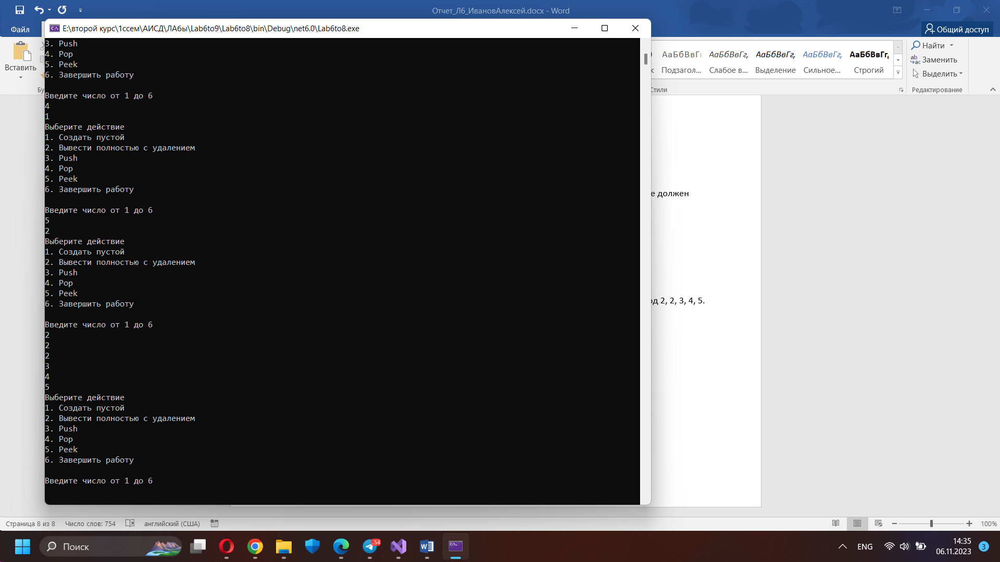 Отчет_Л6_ИвановАлексей.docx - Word
Файл
Общий доступ
E:\второй курс\1ссем\АИСД\ЛАбы\Lab6to9\Lab6to8\bin\Debug\net6.0\Lab6to8.exe
Вставить
Бу
АаБбВвГг
АаБбВвГг,
АаБбВвГг,
АаБбВвГг,
АаБбВвГг,
Подзагол...
Слабое в...
Выделение
Сильное...
Строгий
Стили
Найти
Заменить
Выделить
Редактирование
3. Push
4. Pop
5. Peek
6. Завершить работу
Введите число от 1 до 6
4
1
Выберите действие
1. Создать пустой
2. Вывести полностью с удалением
3. Push
4. Pop
5. Peek
6. Завершить работу
Введите число от 1 до 6
5
2
Выберите действие
1. Создать пустой
2. Вывести полностью с удалением
3. Push
4. Pop
5. Peek
6. Завершить работу
Введите число от 1 до 6
2
2
2
3
4
5
Выберите действие
1. Создать пустой
2. Вывести полностью с удалением
3. Push
4. Pop
5. Peek
6. Завершить работу
Введите число от 1 до 6
е должен
од 2, 2, 3, 4, 5.
Страница 8 из 8 Число слов: 754 английский (США) 100%
Поиск
54
ENG
14:35
06.11.2023
3